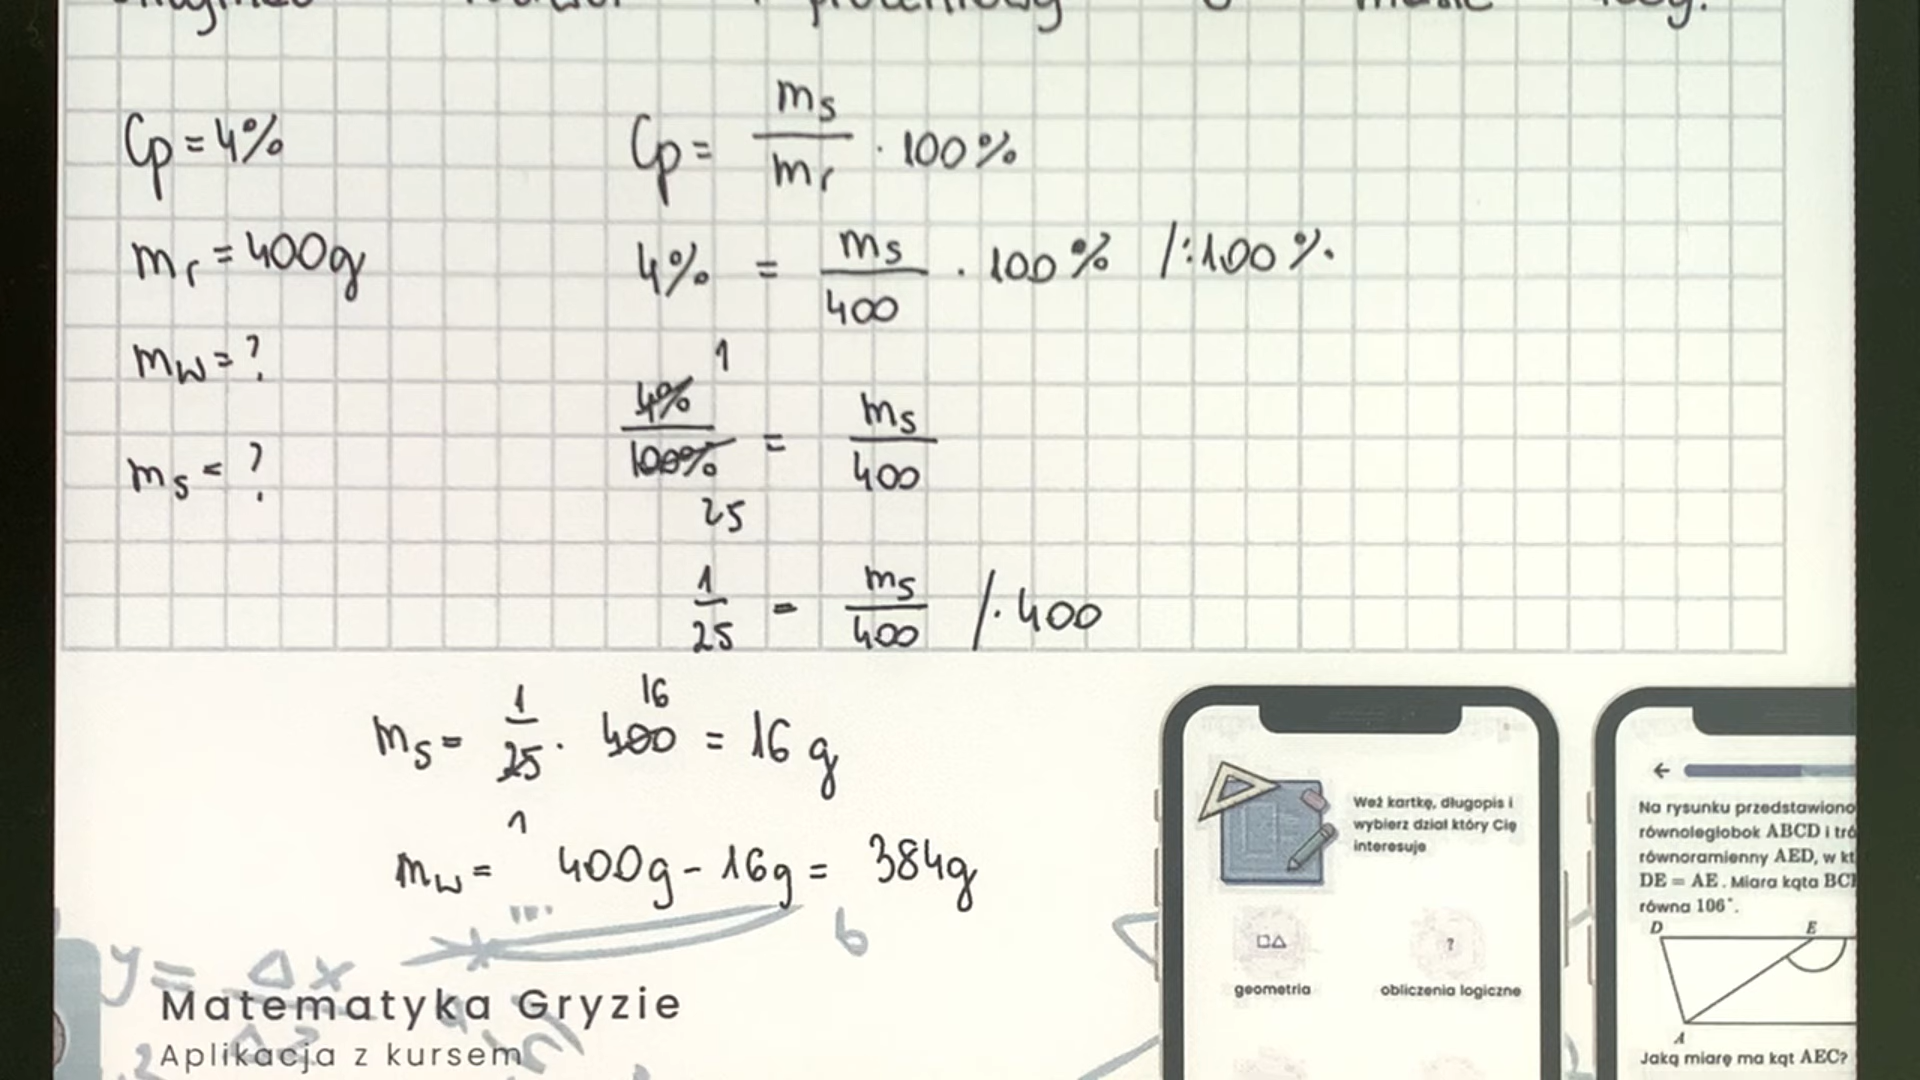 Cp = 4%
Cp = ms/mr · 100%
mr = 400g
4% = ms/400 · 100% /:100%
mw = ?
4%/100% = ms/400
1
25
ms = ?
1/25 = ms/400 /· 400
ms = 1/25 · 400 = 16 g
16
1
mw = 400g - 16g = 384g
y = Δx
b
Matematyka Gryzie
Aplikacja z kursem
Weź kartkę, długopis i
wybierz dział który Cię
interesuje
geometria
?
obliczenia logiczne
←
Na rysunku przedstawiono
równoległobok ABCD i
równoramienny AED, w
DE = AE. Miara kąta
równa 106°.
D E
A
Jaką miarę ma kąt AEC?